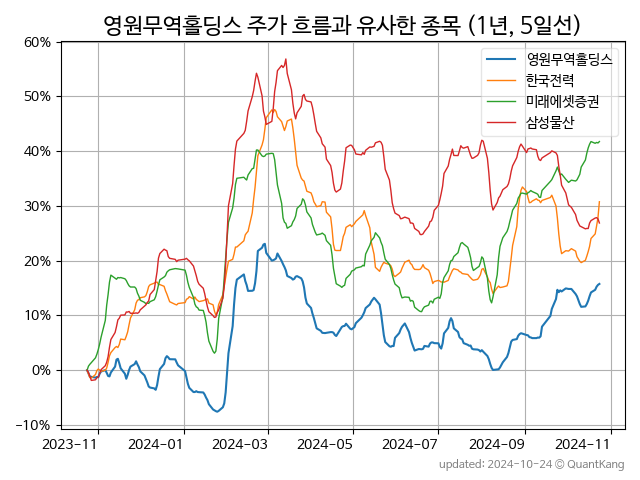 영원무역홀딩스 주가 흐름과 유사한 종목 (1년, 5일선)
영원무역홀딩스
한국전력
미래에셋증권
삼성물산
60%
50%
40%
30%
20%
10%
0%
-10%
2023-11
2024-01
2024-03
2024-05
2024-07
2024-09
2024-11
updated: 2024-10-24 © QuantKang